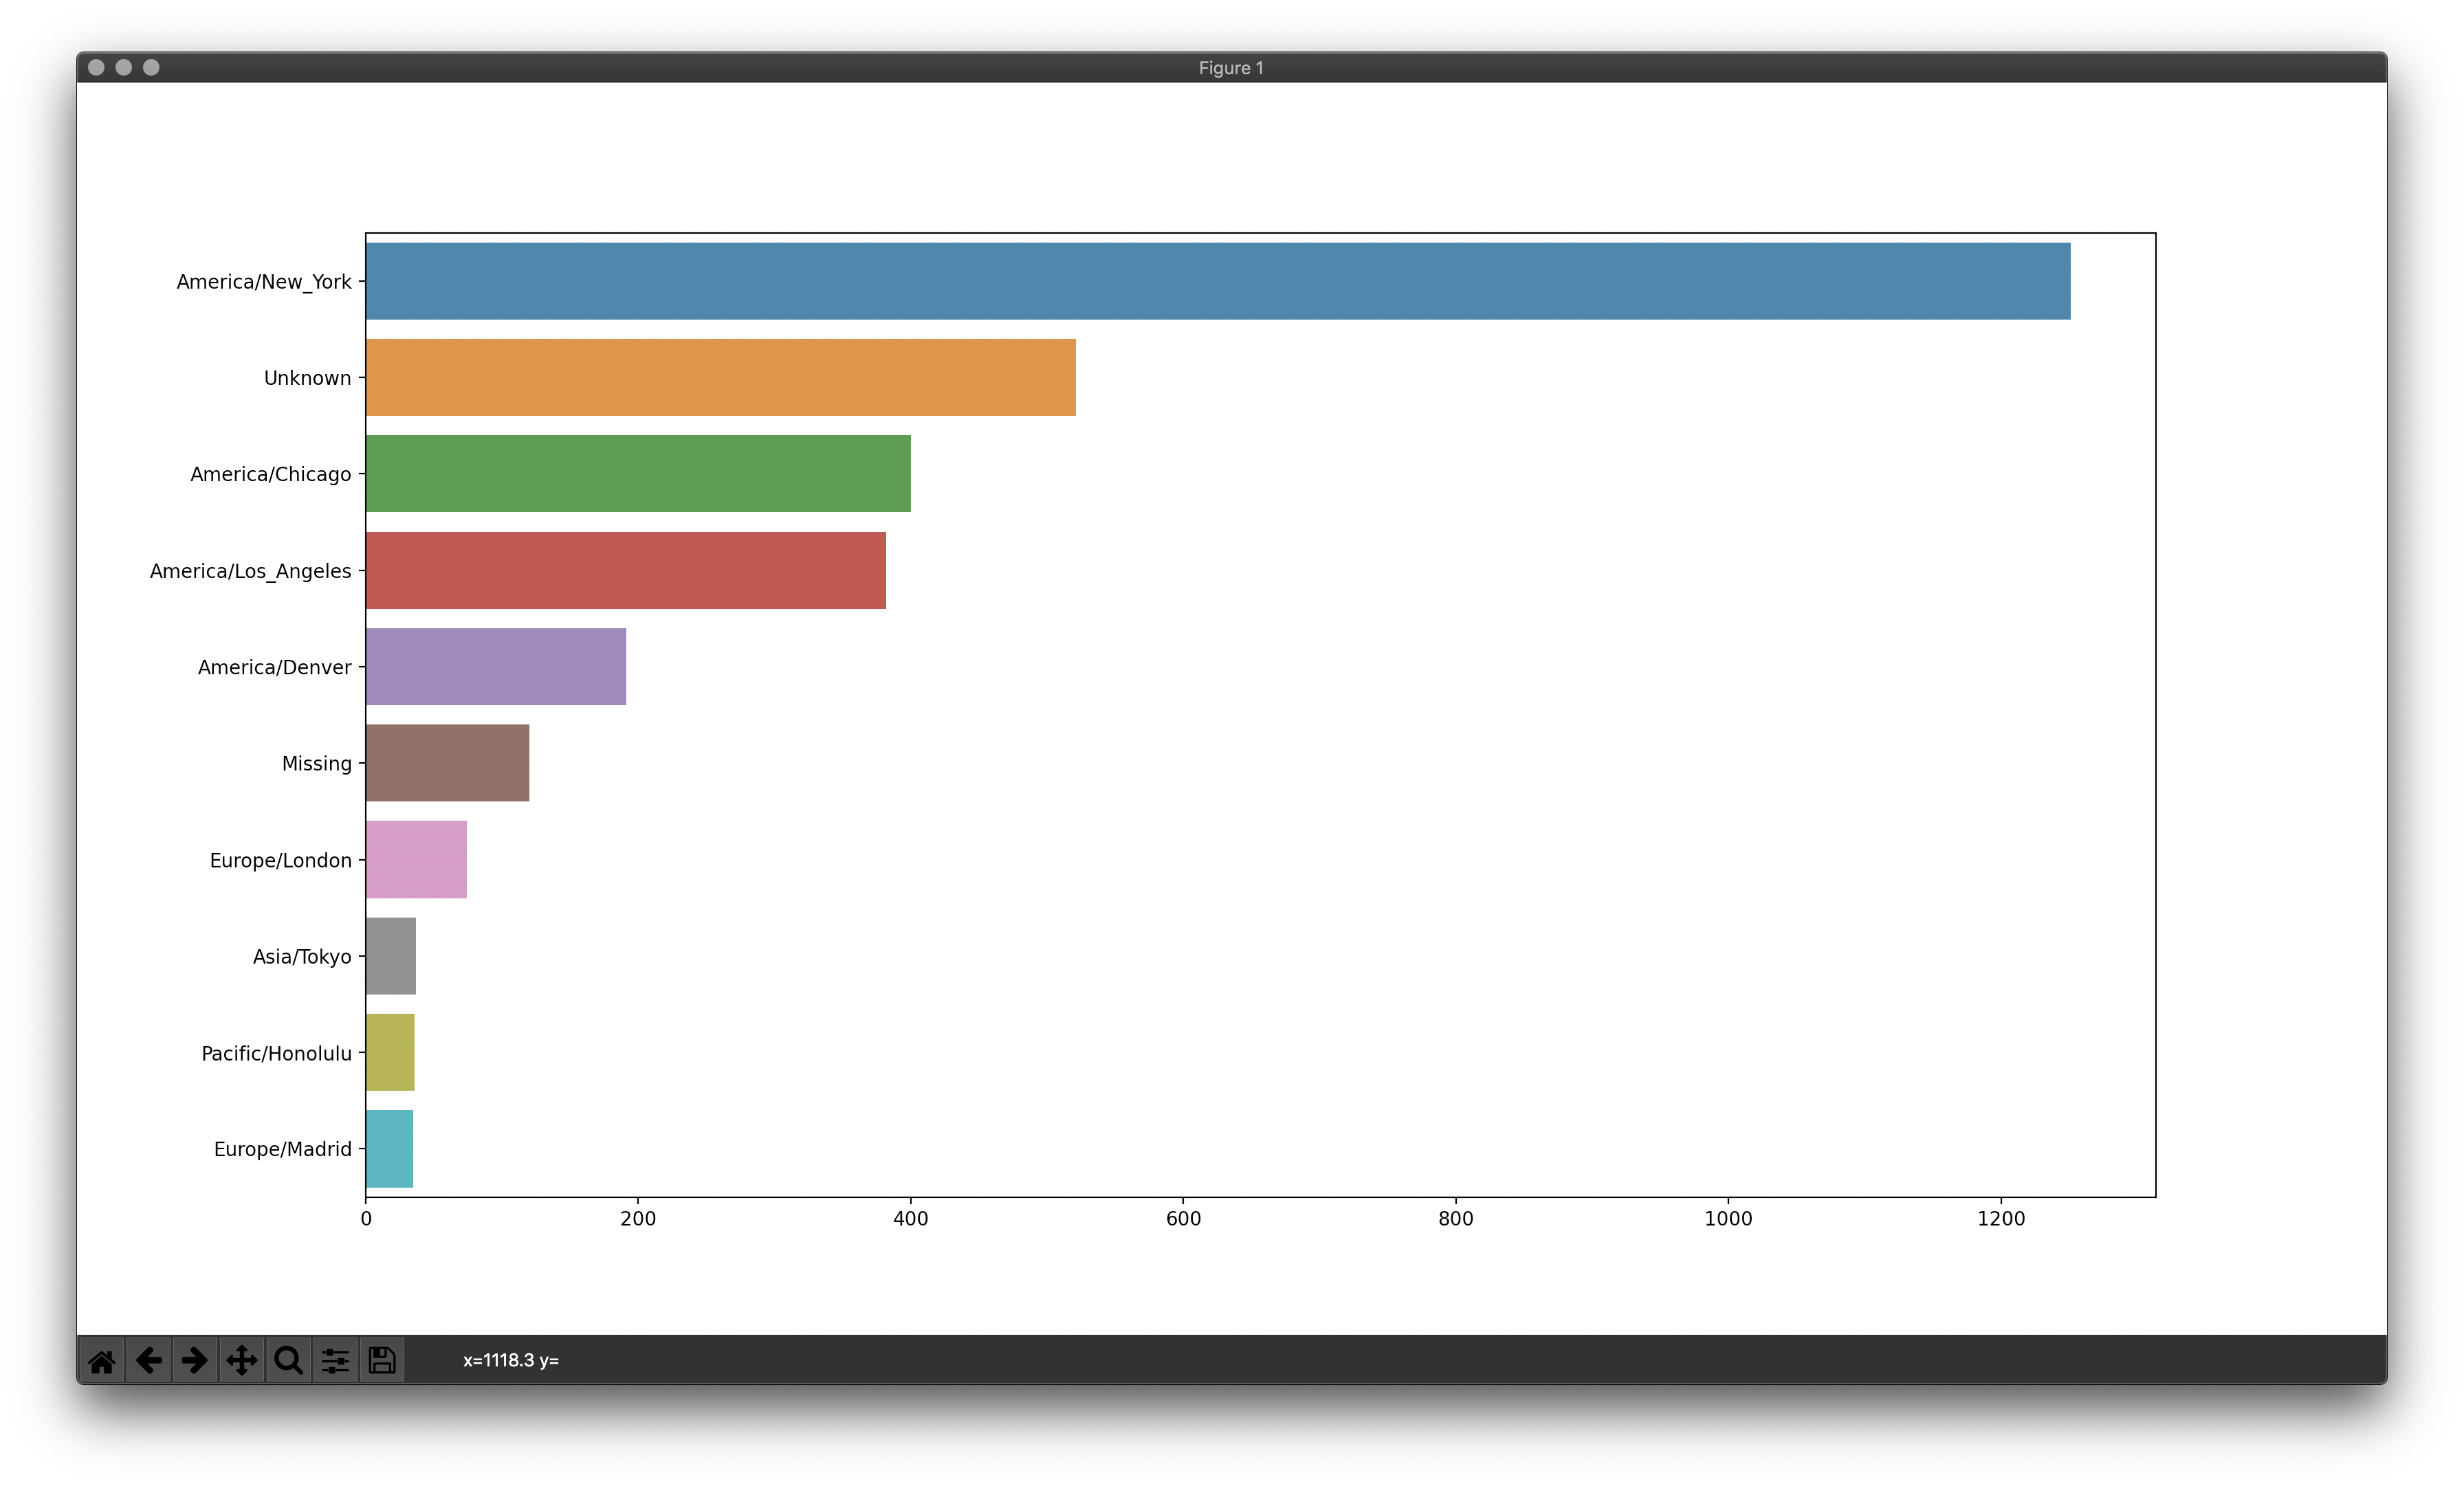 Figure 1
America/New_York
Unknown
America/Chicago
America/Los_Angeles
America/Denver
Missing
Europe/London
Asia/Tokyo
Pacific/Honolulu
Europe/Madrid
0 200 400 600 800 1000 1200
x=1118.3 y=